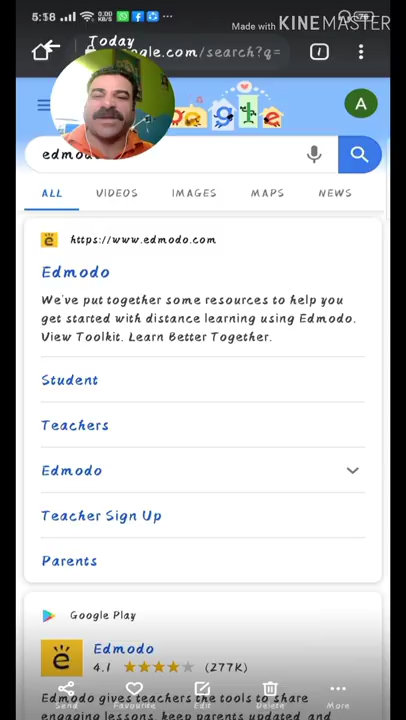 5:58
0.00
KB/S
Made with KINEMASTER
Today
gle.com/search?q=
A
edmo
ALL VIDEOS IMAGES MAPS NEWS
https://www.edmodo.com
Edmodo
We've put together some resources to help you
get started with distance learning using Edmodo.
View Toolkit. Learn Better Together.
Student
Teachers
Edmodo
Teacher Sign Up
Parents
Google Play
Edmodo
4.1 (277K)
Edmodo gives teachers the tools to share
engaging lessons, keep parents updated, and
Send Favourite Edit Delete More